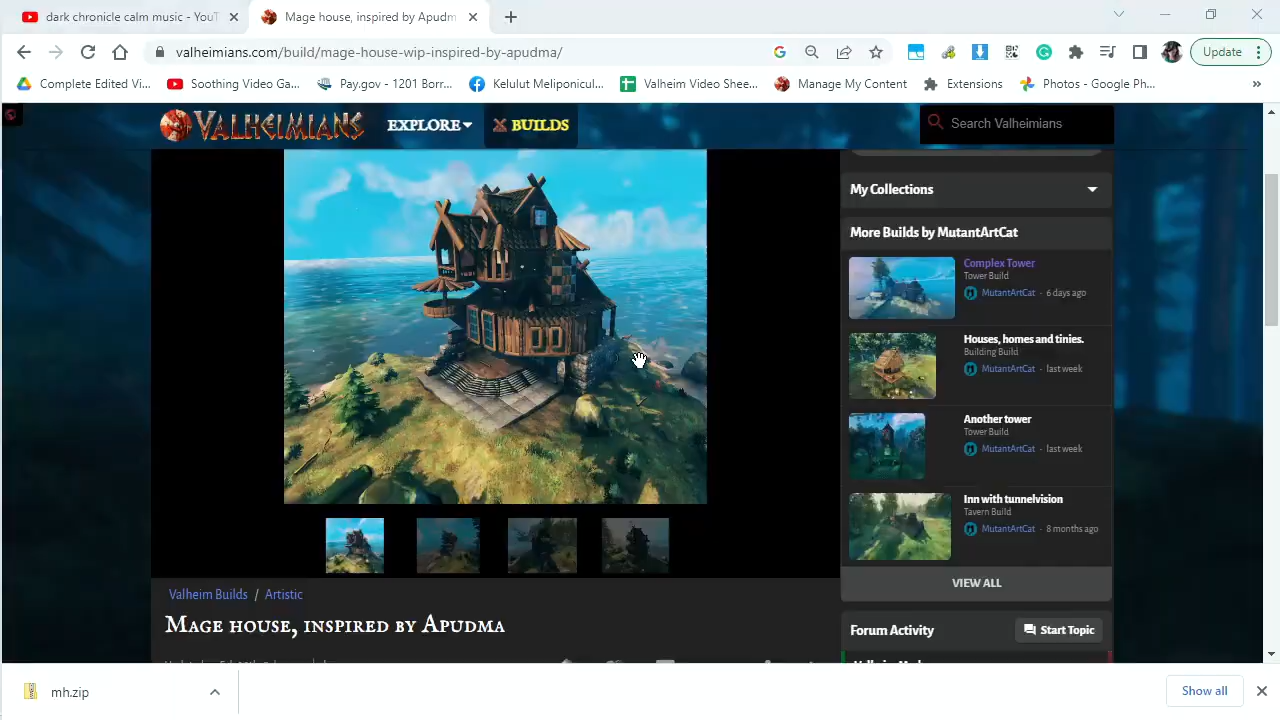 dark chronicle calm music - YouT
Mage house, inspired by Apudm
valheimians.com/build/mage-house-wip-inspired-by-apudma/
Update
Complete Edited Vi...
Soothing Video Ga...
Pay.gov - 1201 Borr...
Kelulut Meliponicul...
Valheim Video Shee...
Manage My Content
Extensions
Photos - Google Ph...
VALHEIMIANS
EXPLORE
BUILDS
Search Valheimians
My Collections
More Builds by MutantArtCat
Complex Tower
Tower Build
MutantArtCat - 6 days ago
Houses, homes and tinies.
Building Build
MutantArtCat - last week
Another tower
Tower Build
MutantArtCat - last week
Inn with tunnelvision
Tavern Build
MutantArtCat - 8 months ago
VIEW ALL
Valheim Builds / Artistic
Mage house, inspired by Apudma
Forum Activity
Start Topic
mh.zip
Show all